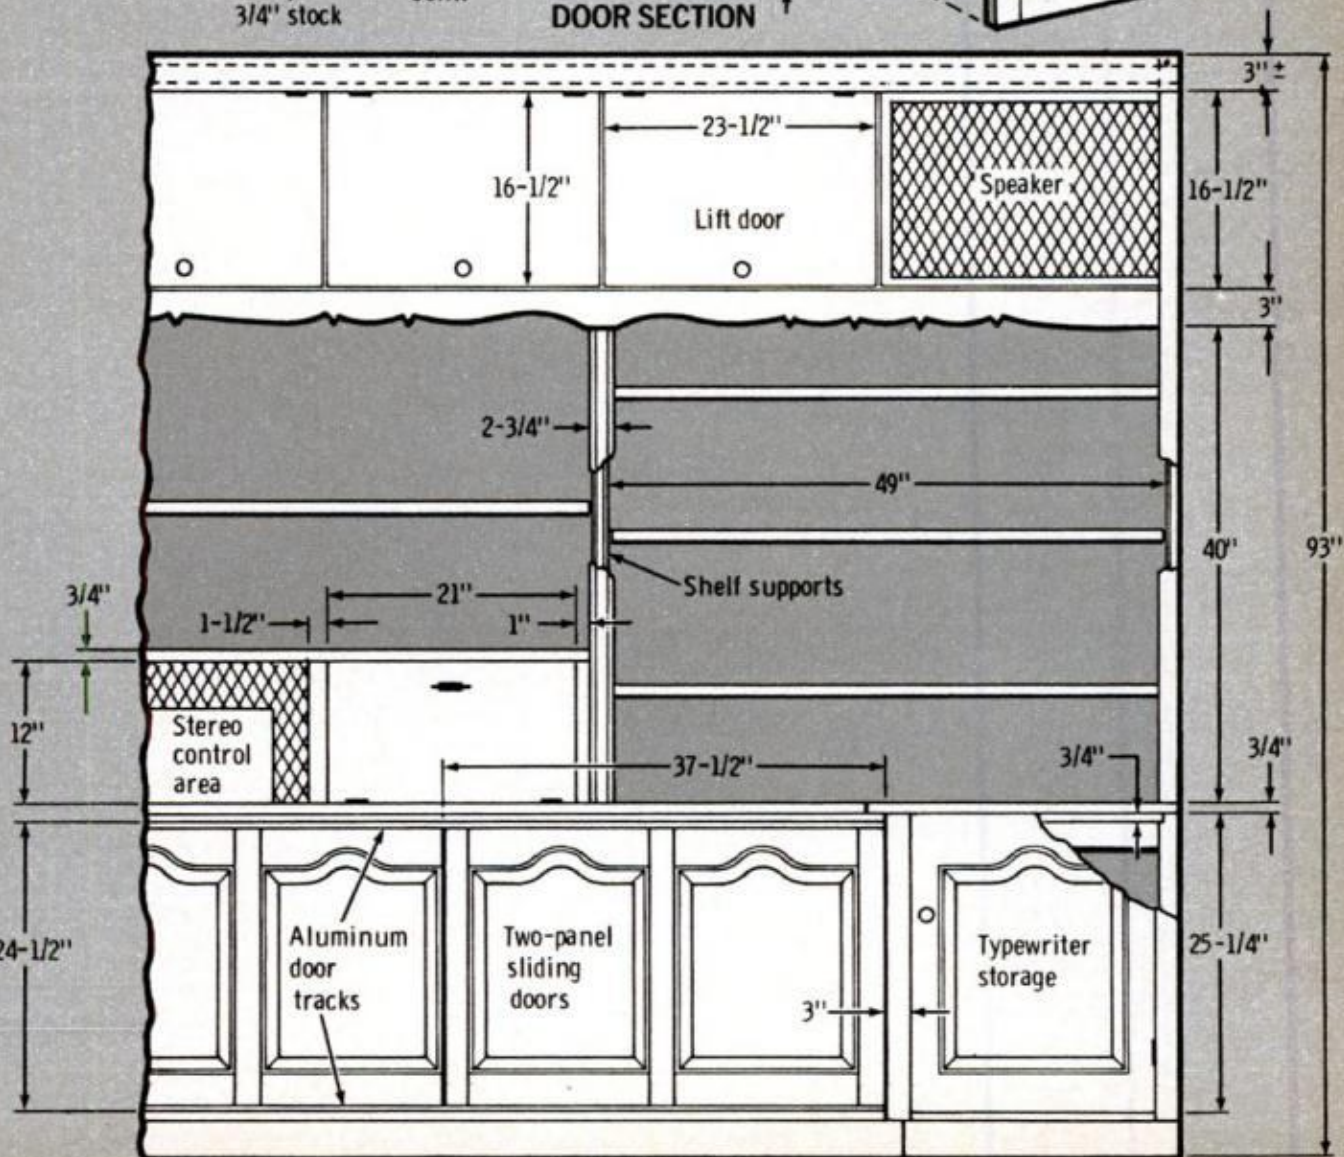 3/4" stock
DOOR SECTION
3" ±
23-1/2"
16-1/2"
Speaker
16-1/2"
Lift door
3"
2-3/4"
49"
40"
93"
Shelf supports
3/4"
21"
1-1/2"
1"
12"
Stereo
control
area
37-1/2"
3/4"
3/4"
24-1/2"
Aluminum
door
tracks
Two-panel
sliding
doors
Typewriter
storage
25-1/4"
3"